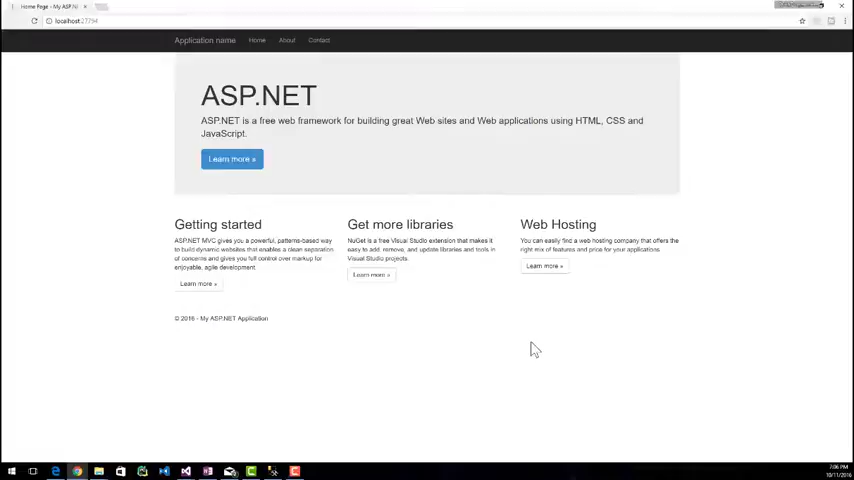 Home Page - My ASP.N
localhost:27794
Application name Home About Contact
ASP.NET
ASP.NET is a free web framework for building great Web sites and Web applications using HTML, CSS and
JavaScript.
Learn more »
Getting started
ASP.NET MVC gives you a powerful, patterns-based way
to build dynamic websites that enables a clean separation
of concerns and gives you full control over markup for
enjoyable, agile development.
Learn more »
Get more libraries
NuGet is a free Visual Studio extension that makes it
easy to add, remove, and update libraries and tools in
Visual Studio projects.
Learn more »
Web Hosting
You can easily find a web hosting company that offers the
right mix of features and price for your applications.
Learn more »
© 2016 - My ASP.NET Application
7:06 PM
10/11/2016